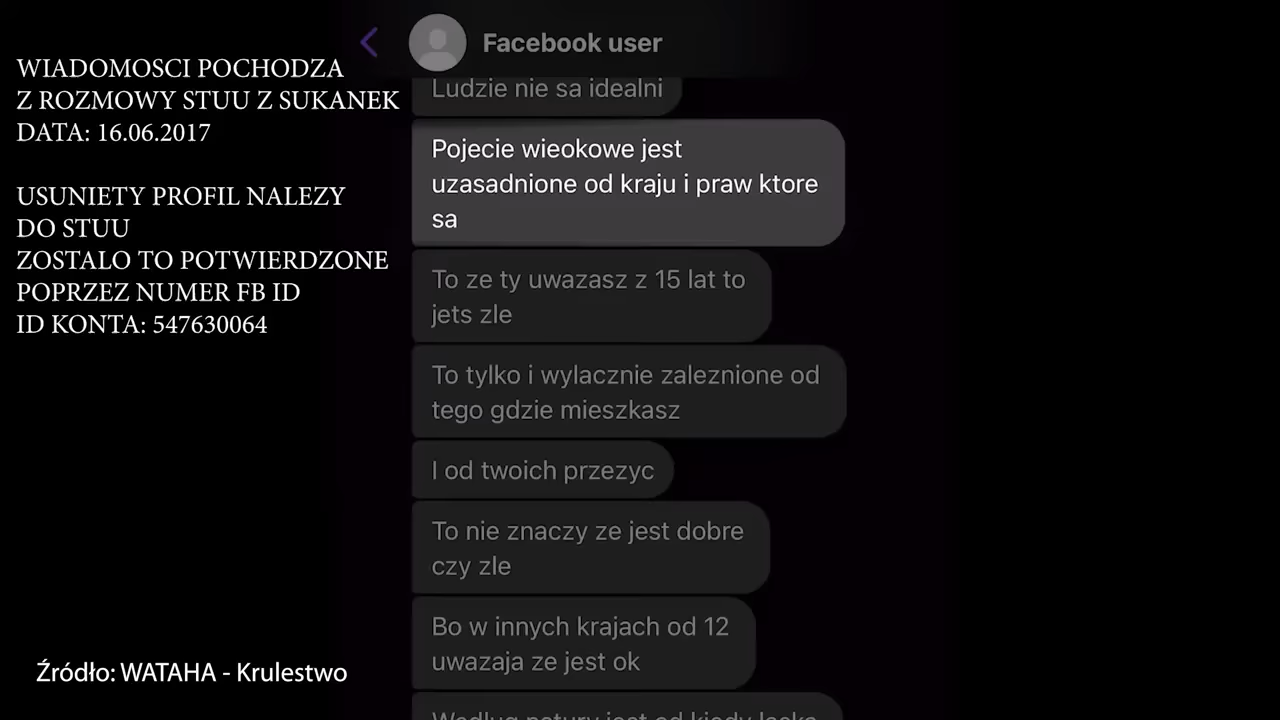 WIADOMOSCI POCHODZA
Z ROZMOWY STUU Z SUKANEK
DATA: 16.06.2017
USUNIETY PROFIL NALEZY
DO STUU
ZOSTALO TO POTWIERDZONE
POPRZEZ NUMER FB ID
ID KONTA: 547630064
Facebook user
Ludzie nie sa idealni
Pojecie wieokowe jest
uzasadnione od kraju i praw ktore
sa
To ze ty uwazasz z 15 lat to
jets zle
To tylko i wylacznie zaleznione od
tego gdzie mieszkasz
I od twoich przezyc
To nie znaczy ze jest dobre
czy zle
Bo w innych krajach od 12
uwazaja ze jest ok
Źródło: WATAHA - Krulestwo